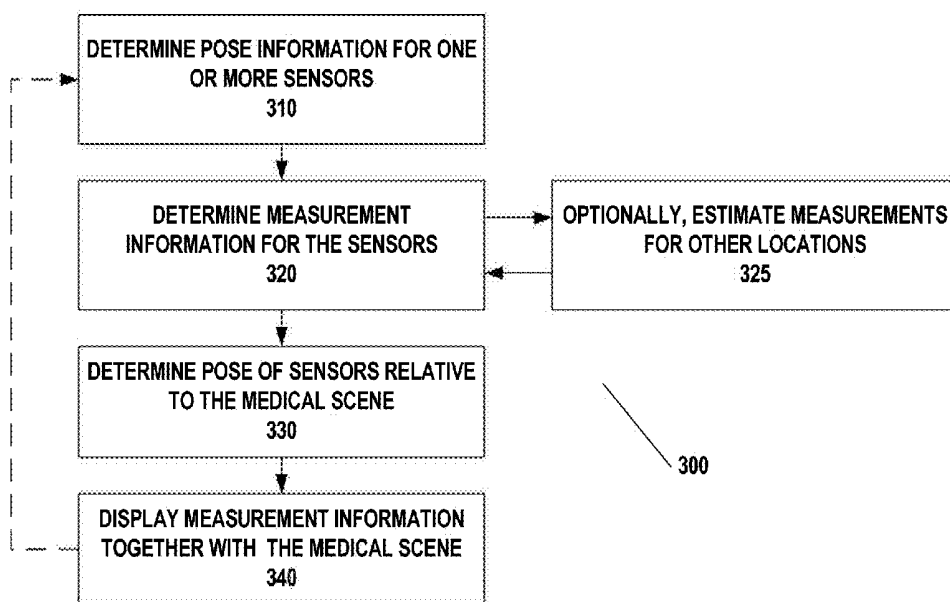 DETERMINE POSE INFORMATION FOR ONE
OR MORE SENSORS
310
DETERMINE MEASUREMENT
INFORMATION FOR THE SENSORS
320
OPTIONALLY, ESTIMATE MEASUREMENTS
FOR OTHER LOCATIONS
325
DETERMINE POSE OF SENSORS RELATIVE
TO THE MEDICAL SCENE
330
300
DISPLAY MEASUREMENT INFORMATION
TOGETHER WITH THE MEDICAL SCENE
340